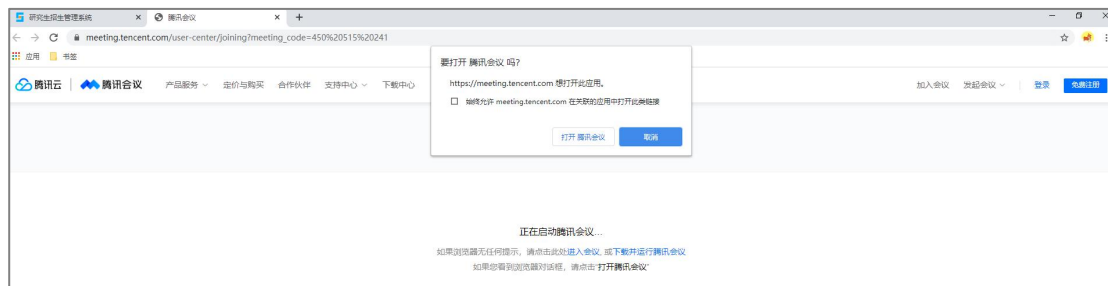 研究生招生管理系统
腾讯会议
meeting.tencent.com/user-center/joining?meeting_code=450%20515%20241
应用 书签
腾讯云 腾讯会议 产品服务 定价与购买 合作伙伴 支持中心 下载中心 加入会议 发起会议 登录 免费注册
要打开 腾讯会议 吗?
https://meeting.tencent.com 想打开此应用。
始终允许 meeting.tencent.com 在关联的应用中打开此类链接
打开 腾讯会议 取消
正在启动腾讯会议...
如果浏览器无任何提示，请点击此处进入会议, 或下载并运行腾讯会议
如果您看到浏览器对话框，请点击“打开腾讯会议”